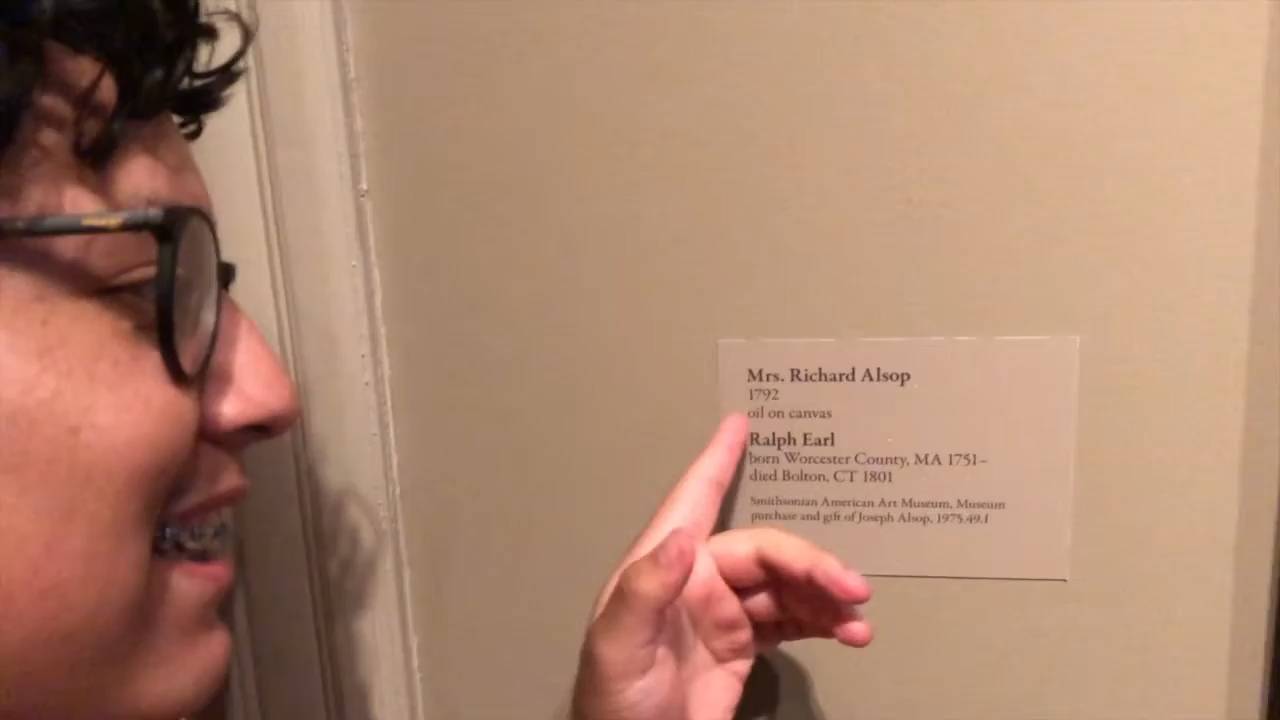 Mrs. Richard Alsop
1792
oil on canvas
Ralph Earl
born Worcester County, MA 1751–
died Bolton, CT 1801
Smithsonian American Art Museum, Museum
purchase and gift of Joseph Alsop, 1975.49.1